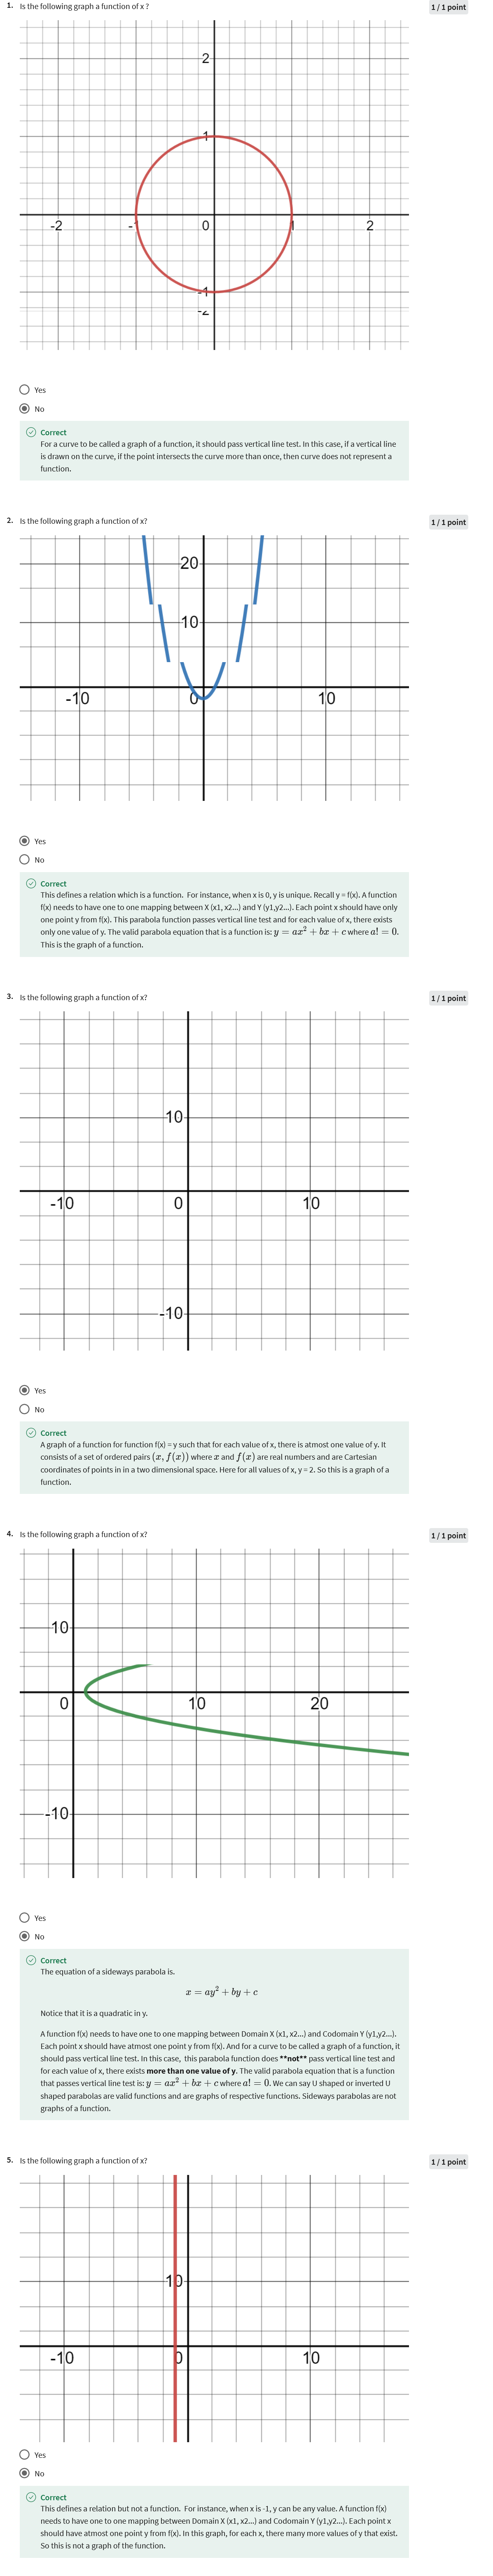 1. Is the following graph a function of x ?
1 / 1 point
2
1
-2
-1
0
1
2
-1
-2
Yes
No
Correct
For a curve to be called a graph of a function, it should pass vertical line test. In this case, if a vertical line
is drawn on the curve, if the point intersects the curve more than once, then curve does not represent a
function.
2. Is the following graph a function of x?
1 / 1 point
20
10
-10
0
10
Yes
No
Correct
This defines a relation which is a function. For instance, when x is 0, y is unique. Recall y = f(x). A function
f(x) needs to have one to one mapping between X (x1, x2...) and Y (y1,y2...). Each point x should have only
one point y from f(x). This parabola function passes vertical line test and for each value of x, there exists
only one value of y. The valid parabola equation that is a function is: y = ax² + bx + c where a! = 0.
This is the graph of a function.
3. Is the following graph a function of x?
1 / 1 point
10
-10
0
10
-10
Yes
No
Correct
A graph of a function for function f(x) = y such that for each value of x, there is atmost one value of y. It
consists of a set of ordered pairs (x, f(x)) where x and f(x) are real numbers and are Cartesian
coordinates of points in in a two dimensional space. Here for all values of x, y = 2. So this is a graph of a
function.
4. Is the following graph a function of x?
1 / 1 point
10
0
10
20
-10
Yes
No
Correct
The equation of a sideways parabola is.
x = ay² + by + c
Notice that it is a quadratic in y.
A function f(x) needs to have one to one mapping between Domain X (x1, x2...) and Codomain Y (y1,y2...).
Each point x should have atmost one point y from f(x). And for a curve to be called a graph of a function, it
should pass vertical line test. In this case, this parabola function does **not** pass vertical line test and
for each value of x, there exists more than one value of y. The valid parabola equation that is a function
that passes vertical line test is: y = ax² + bx + c where a! = 0. We can say U shaped or inverted U
shaped parabolas are valid functions and are graphs of respective functions. Sideways parabolas are not
graphs of a function.
5. Is the following graph a function of x?
1 / 1 point
10
-10
0
10
Yes
No
Correct
This defines a relation but not a function. For instance, when x is -1, y can be any value. A function f(x)
needs to have one to one mapping between Domain X (x1, x2...) and Codomain Y (y1,y2...). Each point x
should have atmost one point y from f(x). In this graph, for each x, there many more values of y that exist.
So this is not a graph of the function.